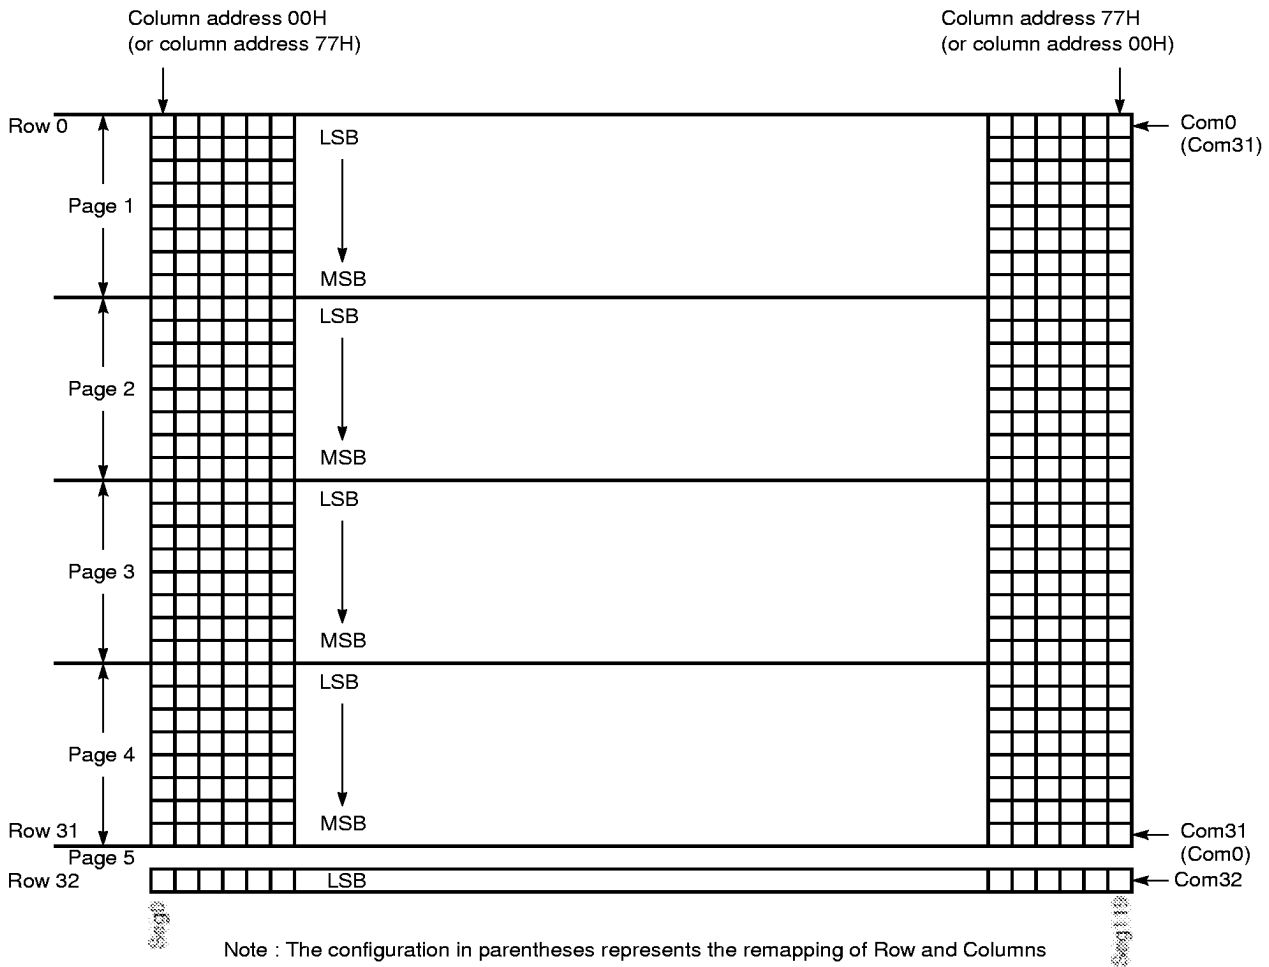 Column address 00H
(or column address 77H)
Column address 77H
(or column address 00H)
Row 0
LSB
Com0
(Com31)
Page 1
MSB
LSB
Page 2
MSB
LSB
Page 3
MSB
LSB
Page 4
MSB
Row 31
Com31
(Com0)
Page 5
Row 32
LSB
Com32
Seg0
Seg119
Note : The configuration in parentheses represents the remapping of Row and Columns